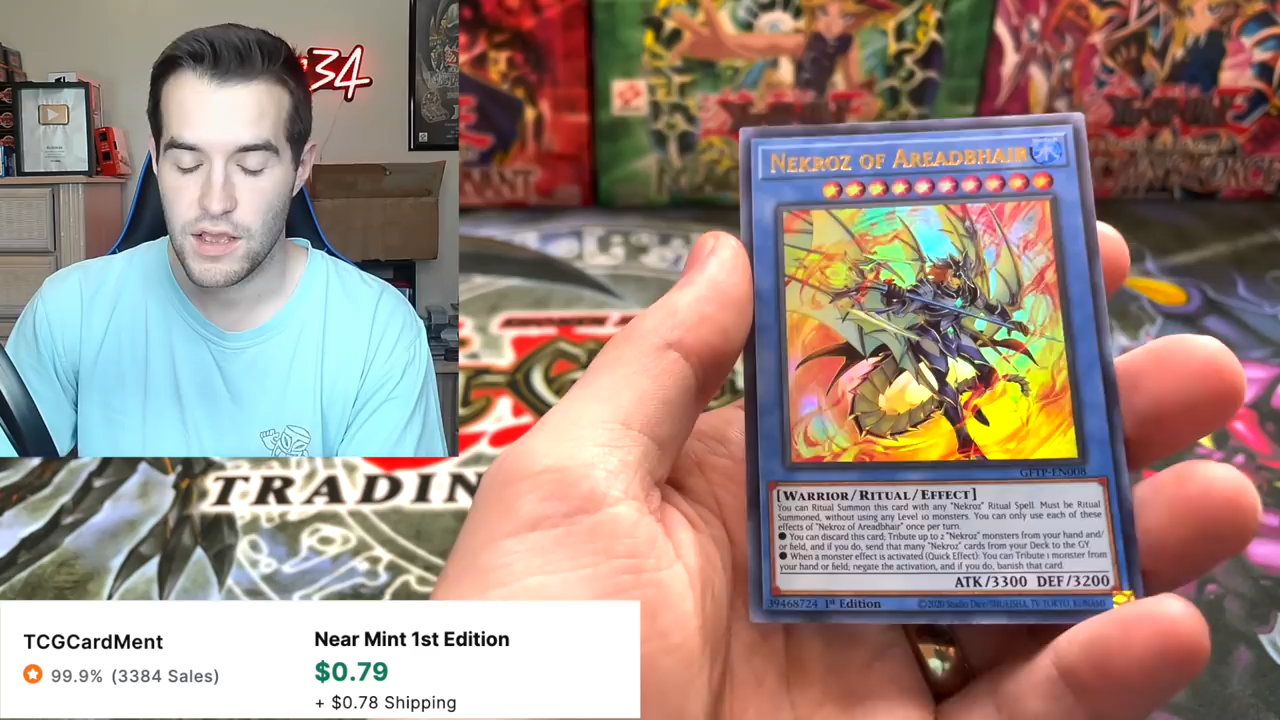 34
NEKROZ OF AREADBHAIR
GFTP-EN008
[WARRIOR/RITUAL/EFFECT]
You can Ritual Summon this card with any "Nekroz" Ritual Spell. Must be Ritual
Summoned, without using any Level 10 monsters. You can only use each of these
effects of "Nekroz of Areadbhair" once per turn.
● You can discard this card; Tribute up to 2 "Nekroz" monsters from your hand and/
or field, and if you do, send that many "Nekroz" cards from your Deck to the GY
● When a monster effect is activated (Quick Effect): You can Tribute 1 monster from
your hand or field; negate the activation, and if you do, banish that card.
ATK/3300 DEF/3200
39468724 1st Edition ©2020 Studio Dice/SHUEISHA, TV TOKYO, KONAMI
TRADIN
TCGCardMent
99.9% (3384 Sales)
Near Mint 1st Edition
$0.79
+ $0.78 Shipping